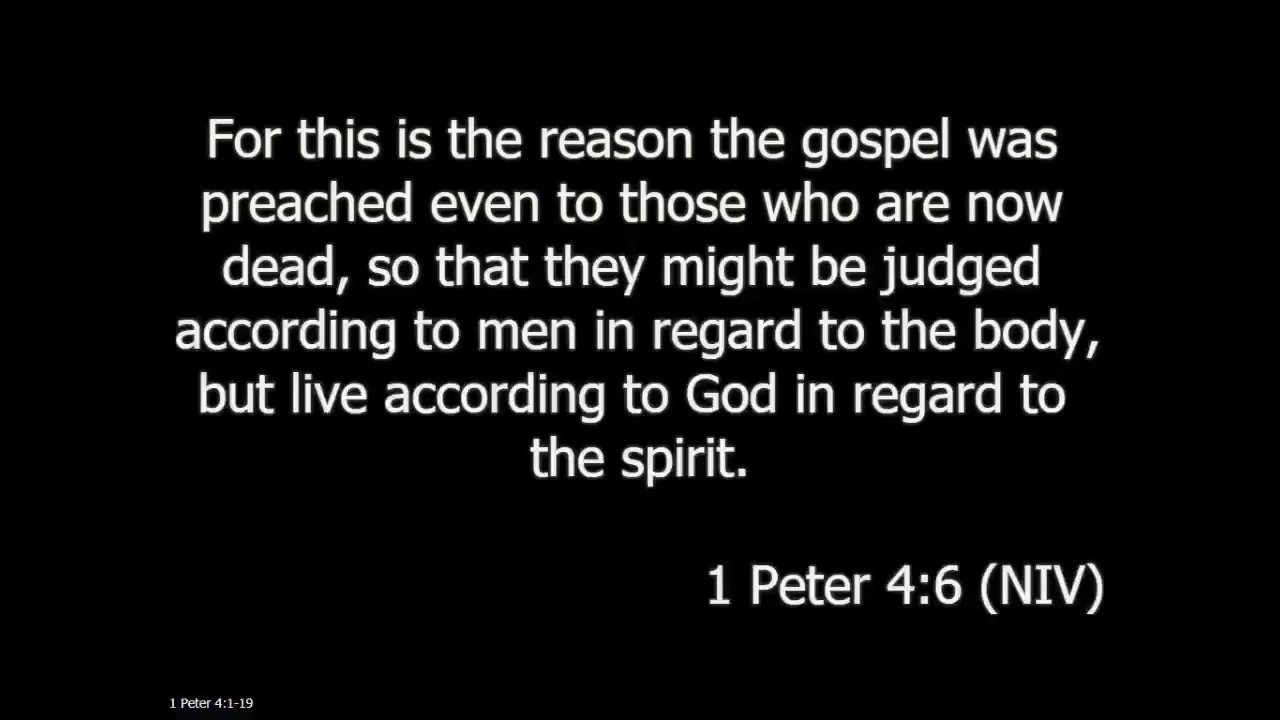 For this is the reason the gospel was
preached even to those who are now
dead, so that they might be judged
according to men in regard to the body,
but live according to God in regard to
the spirit.
1 Peter 4:6 (NIV)
1 Peter 4:1-19